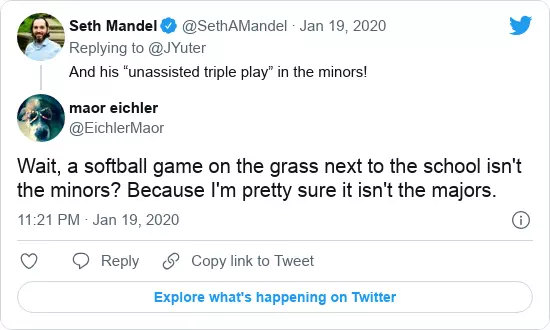 Seth Mandel @SethAMandel · Jan 19, 2020
Replying to @JYuter
And his “unassisted triple play” in the minors!
maor eichler
@EichlerMaor
Wait, a softball game on the grass next to the school isn't
the minors? Because I'm pretty sure it isn't the majors.
11:21 PM · Jan 19, 2020
Reply
Copy link to Tweet
Explore what's happening on Twitter